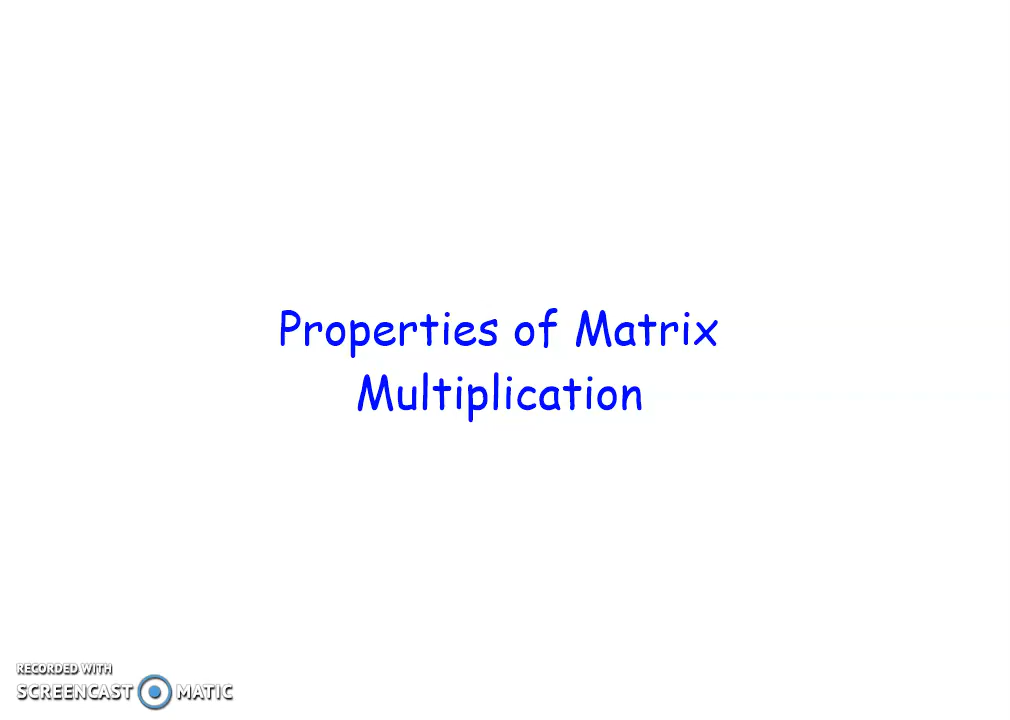 Properties of Matrix
Multiplication
RECORDED WITH
SCREENCAST MATIC